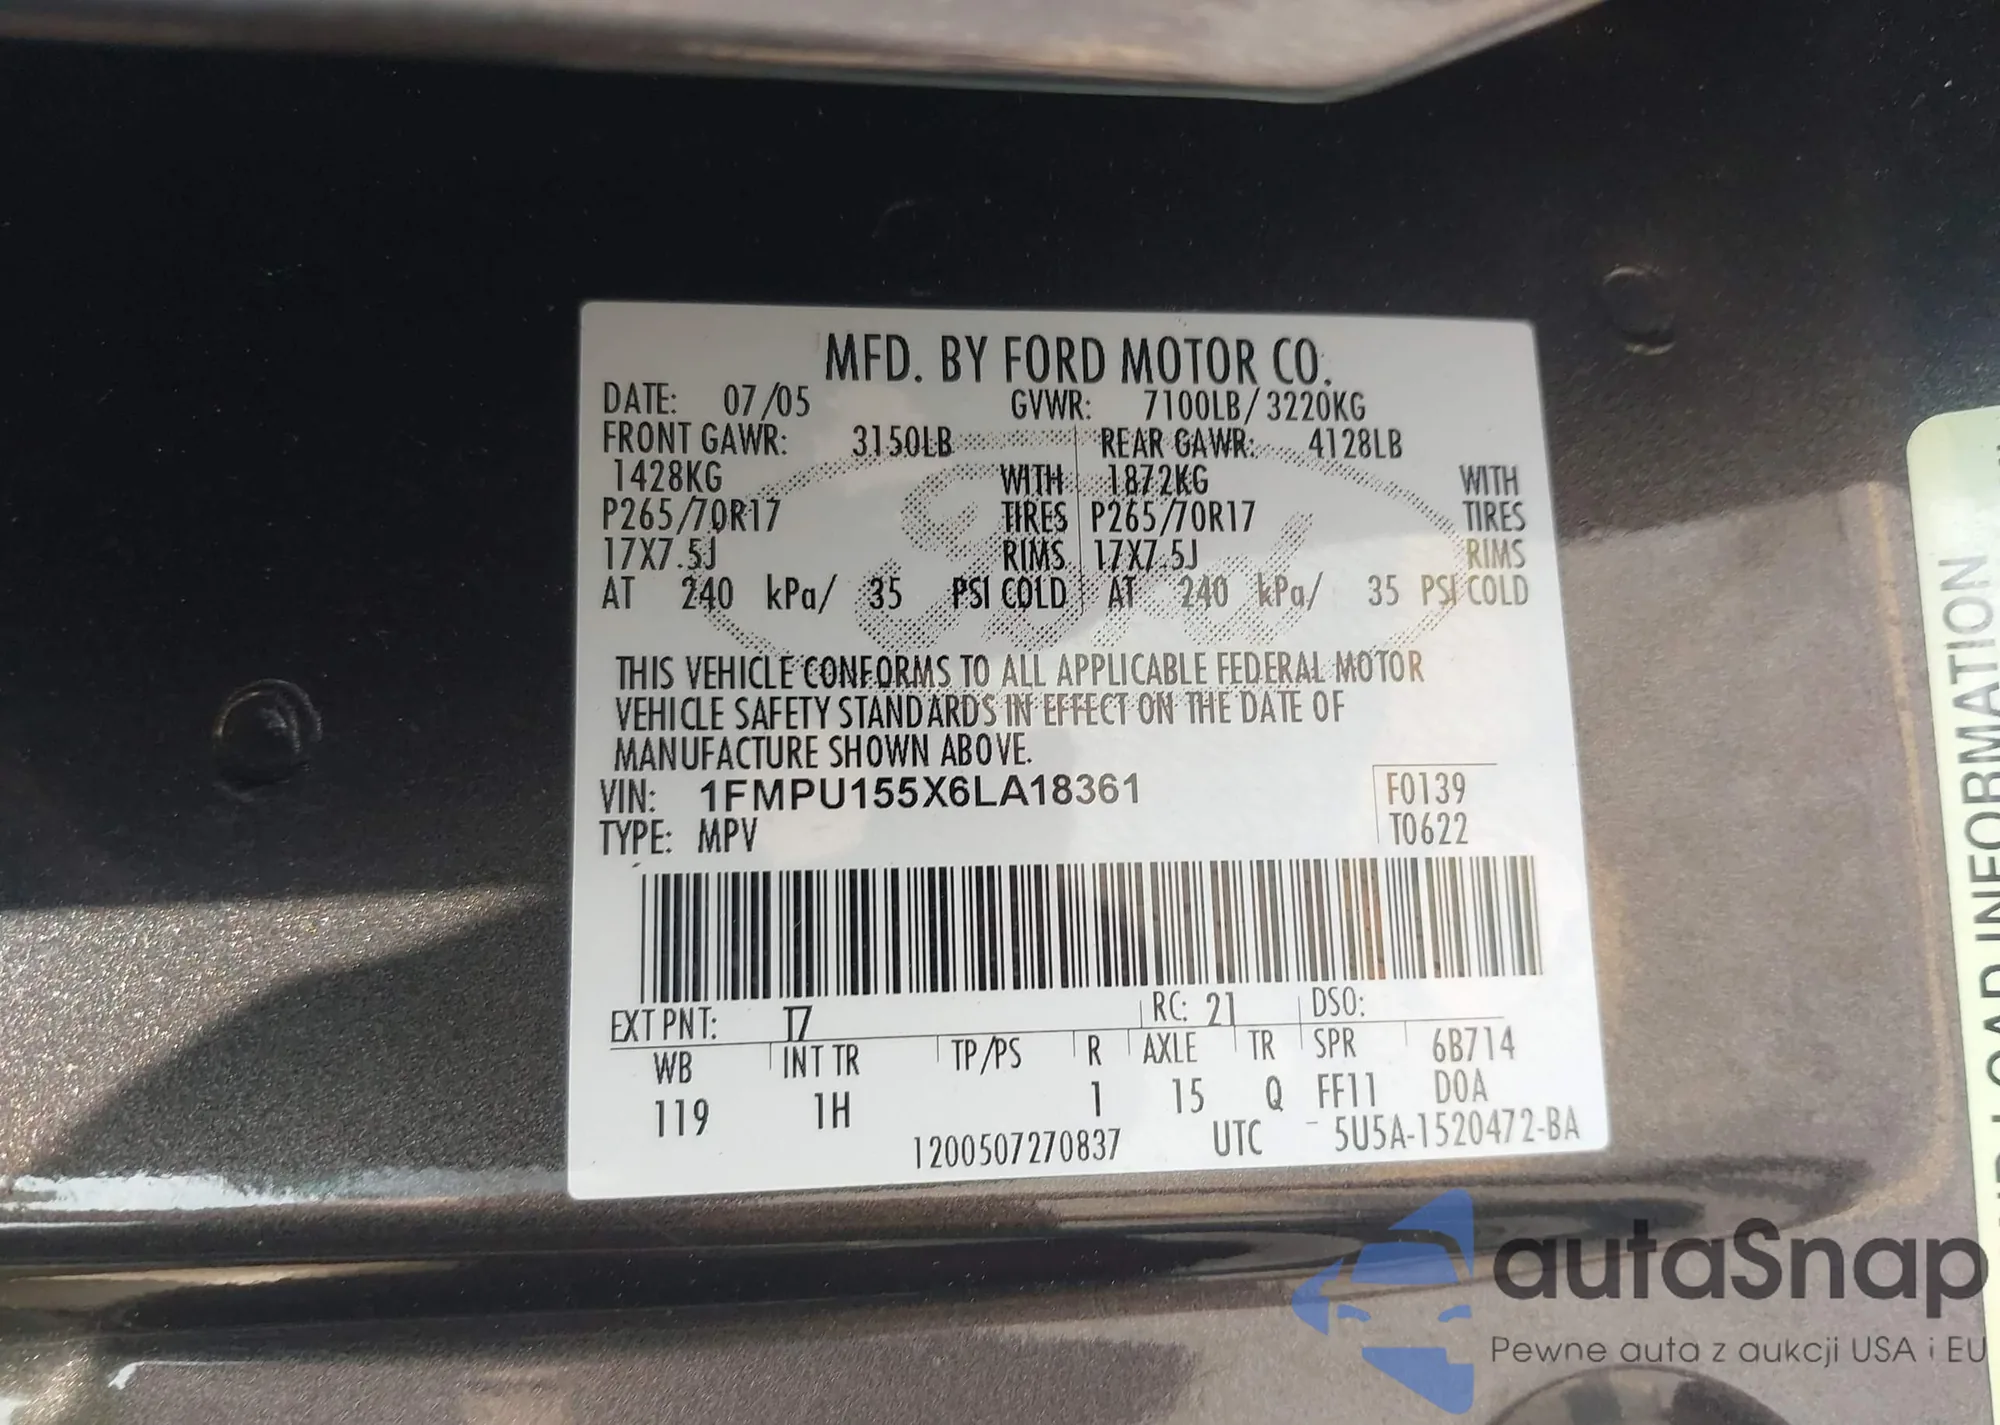 MFD. BY FORD MOTOR CO.
DATE: 07/05 GVWR: 7100LB/3220KG
FRONT GAWR: 3150LB REAR GAWR: 4128LB
1428KG WITH 1872KG WITH
P265/70R17 TIRES P265/70R17 TIRES
17X7.5J RIMS 17X7.5J RIMS
AT 240 kPa/ 35 PSI COLD AT 240 kPa/ 35 PSI COLD
Ford
THIS VEHICLE CONFORMS TO ALL APPLICABLE FEDERAL MOTOR
VEHICLE SAFETY STANDARDS IN EFFECT ON THE DATE OF
MANUFACTURE SHOWN ABOVE.
VIN: 1FMPU155X6LA18361 F0139
TYPE: MPV T0622
EXT PNT: T7 RC: 21 DSO:
WB INT TR TP/PS R AXLE TR SPR 6B714
119 1H 1 15 Q FF11 D0A
1200507270837 UTC - 5U5A-1520472-BA
LOAD INFORMATION
autaSnap
Pewne auta z aukcji USA i EU